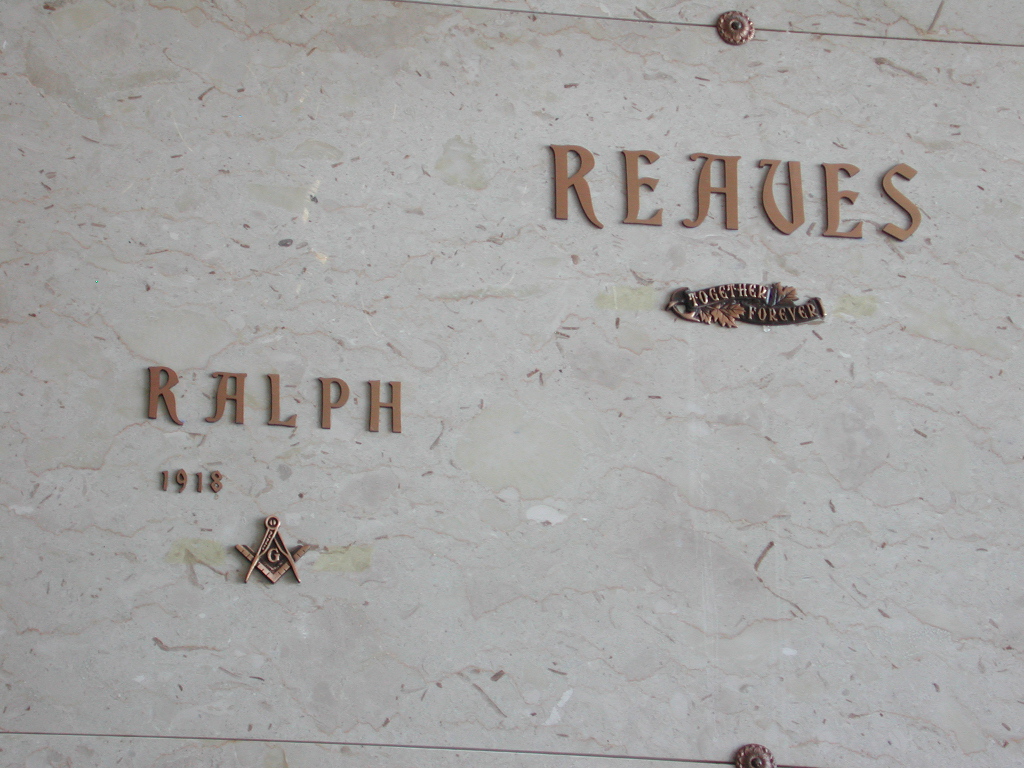 REAVES
TOGETHER
FOREVER
RALPH
1918
G